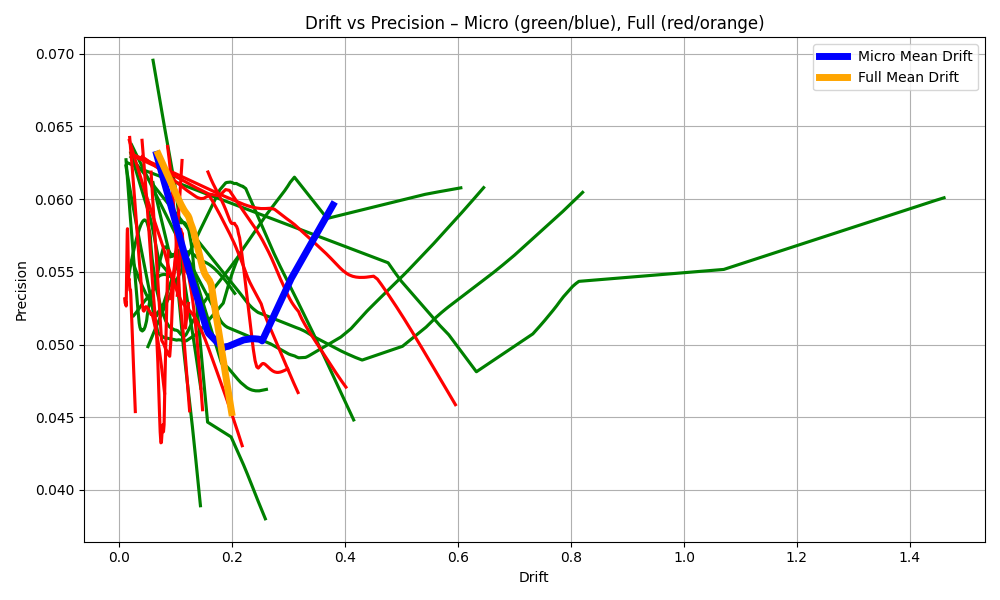 Drift vs Precision – Micro (green/blue), Full (red/orange)
Micro Mean Drift
Full Mean Drift
0.070
0.065
0.060
0.055
0.050
0.045
0.040
Precision
0.0 0.2 0.4 0.6 0.8 1.0 1.2 1.4
Drift